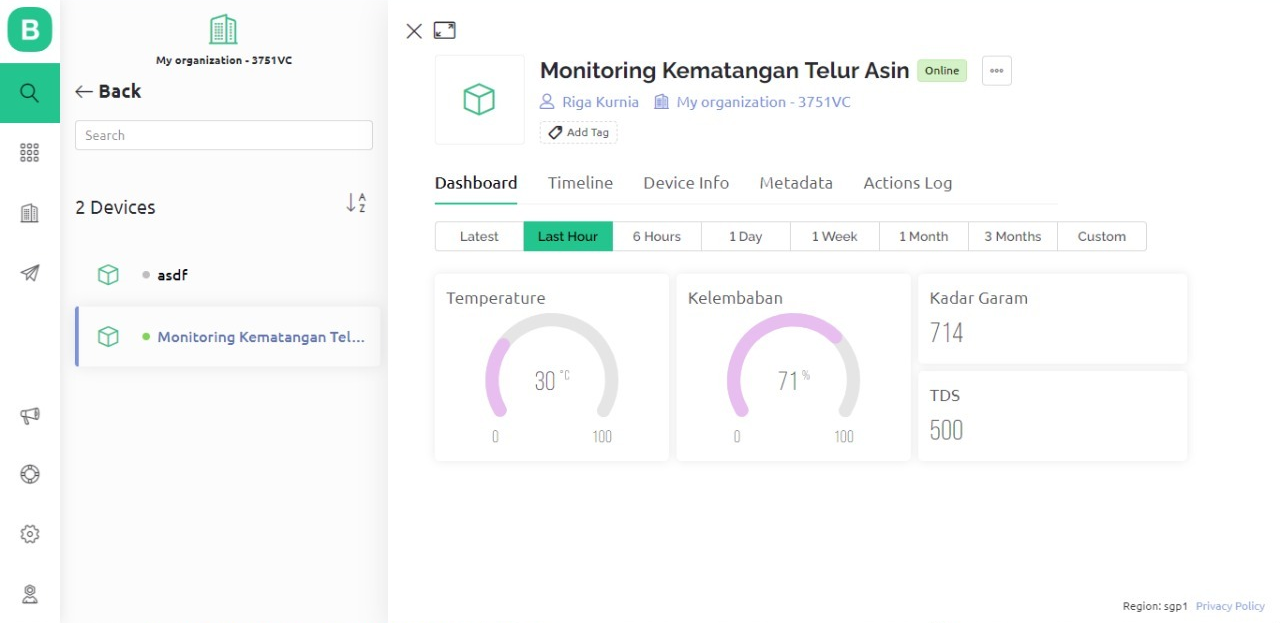 B
My organization - 3751VC
Back
Search
2 Devices
A
Z
asdf
Monitoring Kematangan Tel...
Monitoring Kematangan Telur Asin
Online
Riga Kurnia
My organization - 3751VC
Add Tag
Dashboard Timeline Device Info Metadata Actions Log
Latest Last Hour 6 Hours 1 Day 1 Week 1 Month 3 Months Custom
Temperature
30 °C
0 100
Kelembaban
71 %
0 100
Kadar Garam
714
TDS
500
Region: sgp1 Privacy Policy